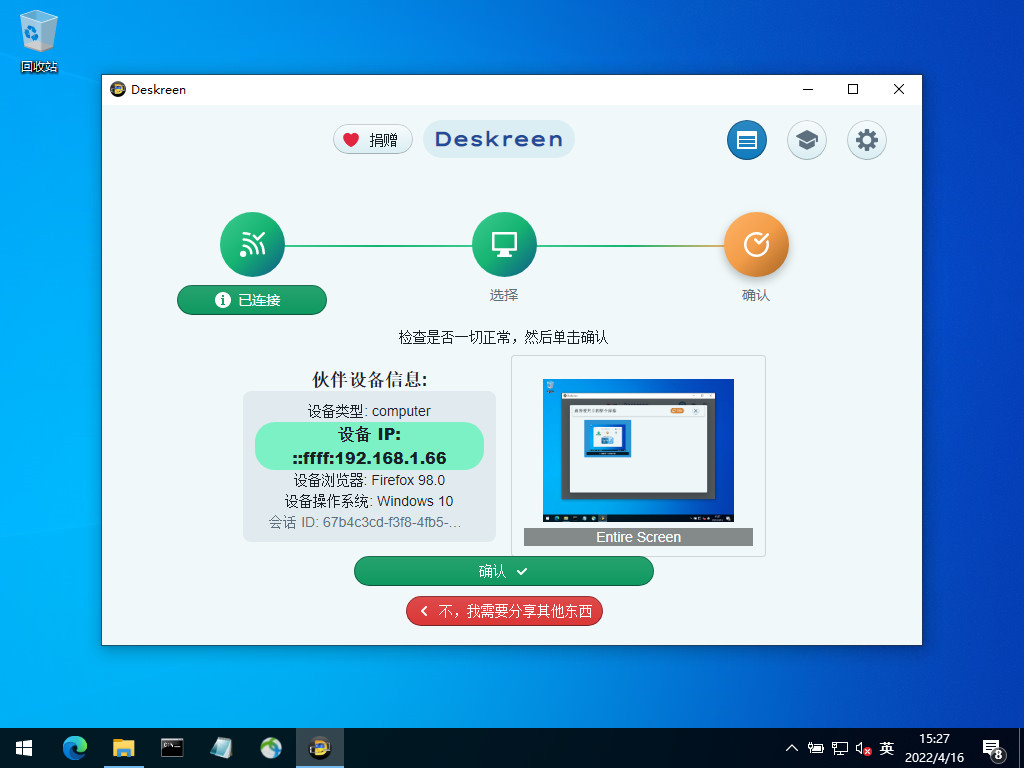 回收站
Deskreen
捐赠
Deskreen
已连接
选择
确认
检查是否一切正常，然后单击确认
伙伴设备信息:
设备类型: computer
设备 IP:
::ffff:192.168.1.66
设备浏览器: Firefox 98.0
设备操作系统: Windows 10
会话 ID: 67b4c3cd-f3f8-4fb5-…
Entire Screen
确认
不，我需要分享其他东西
英
15:27
2022/4/16
8